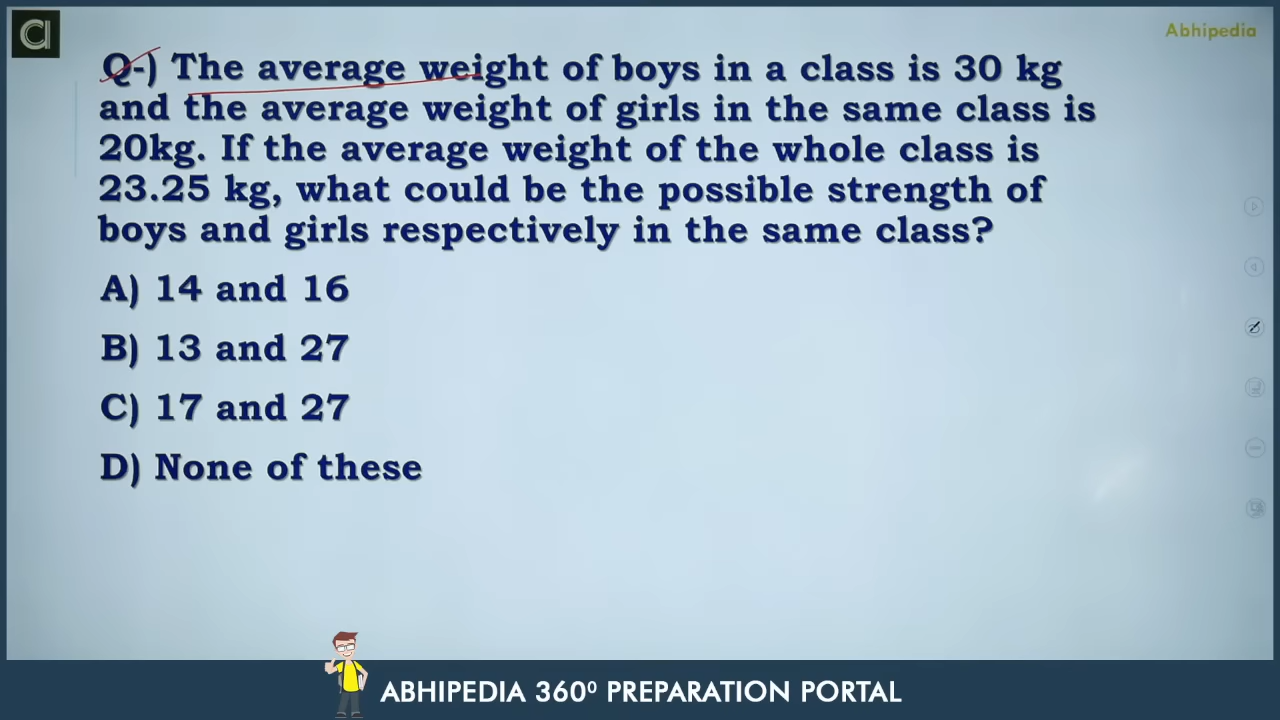 Abhipedia
Q-) The average weight of boys in a class is 30 kg
and the average weight of girls in the same class is
20kg. If the average weight of the whole class is
23.25 kg, what could be the possible strength of
boys and girls respectively in the same class?
A) 14 and 16
B) 13 and 27
C) 17 and 27
D) None of these
ABHIPEDIA 360⁰ PREPARATION PORTAL